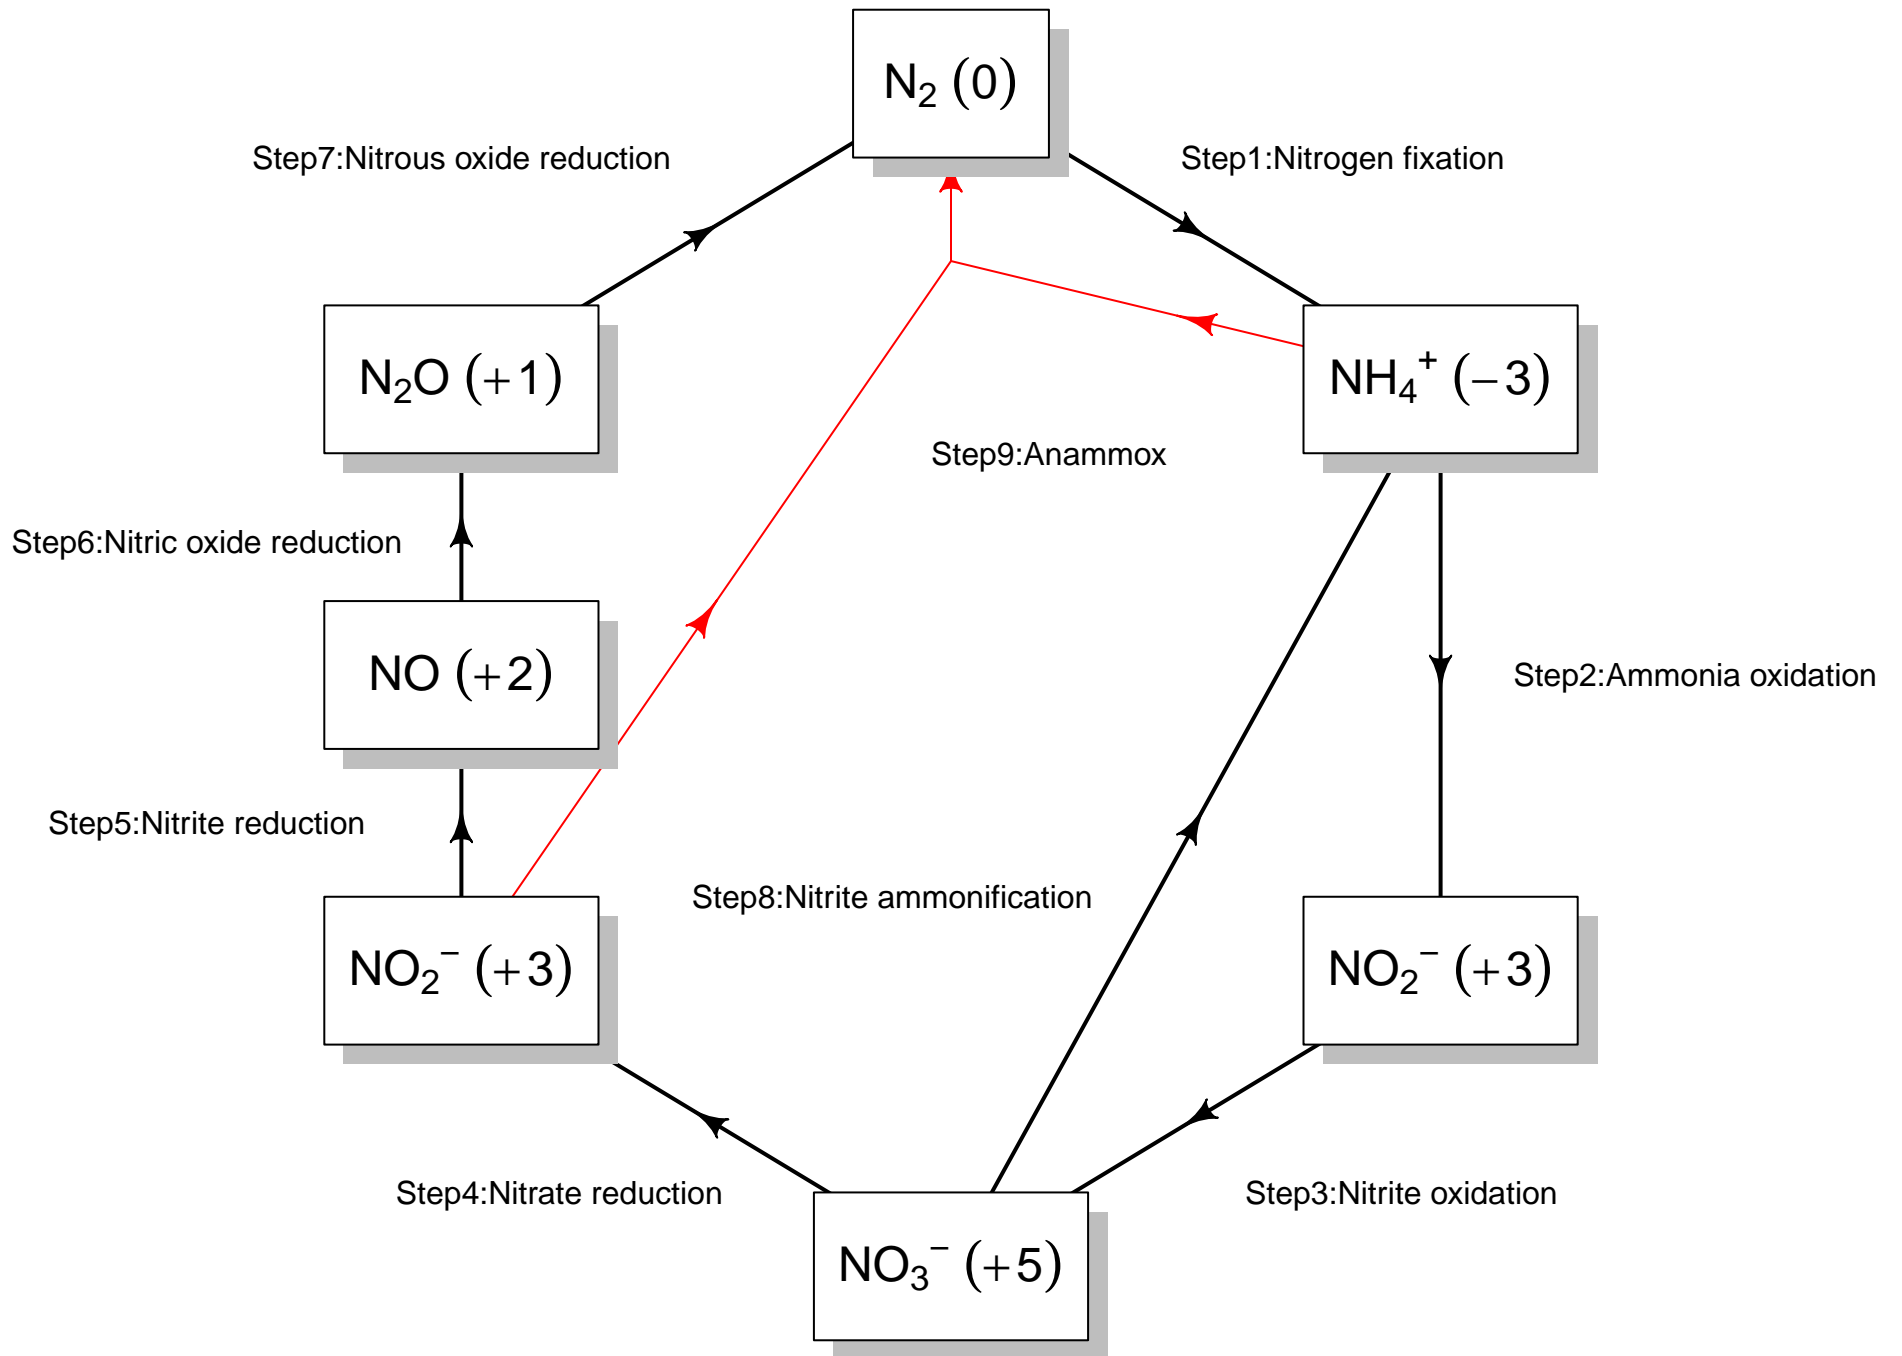 N₂ (0)
Step7:Nitrous oxide reduction
Step1:Nitrogen fixation
N₂O (+1)
NH₄⁺ (−3)
Step9:Anammox
Step6:Nitric oxide reduction
NO (+2)
Step2:Ammonia oxidation
Step5:Nitrite reduction
Step8:Nitrite ammonification
NO₂⁻ (+3)
NO₂⁻ (+3)
Step4:Nitrate reduction
Step3:Nitrite oxidation
NO₃⁻ (+5)